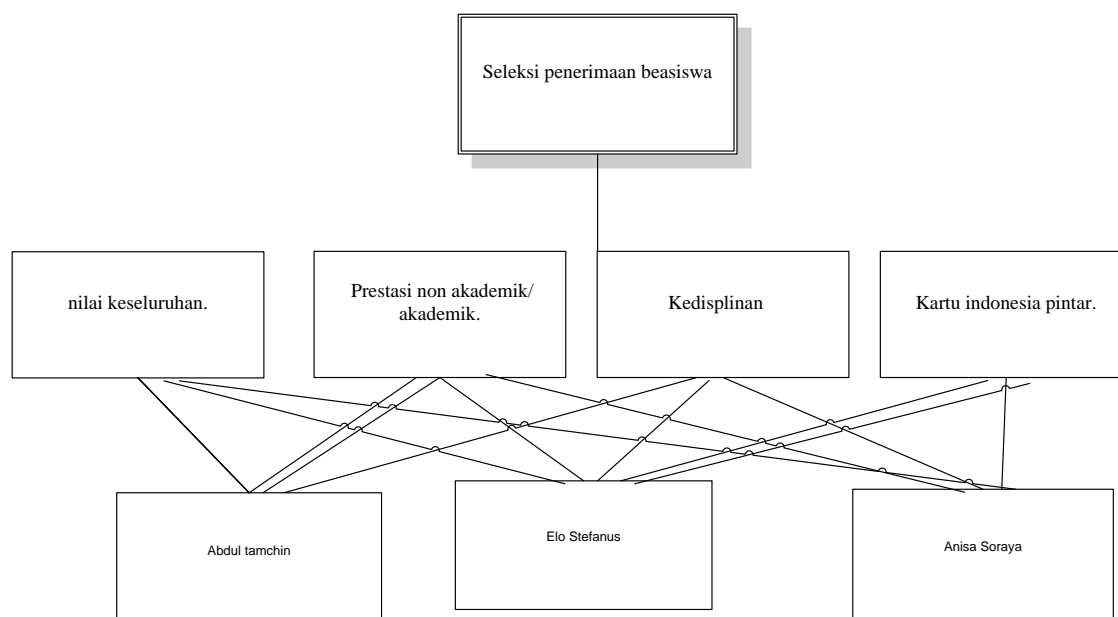 Seleksi penerimaan beasiswa
nilai keseluruhan.
Prestasi non akademik/
akademik.
Kedisplinan
Kartu indonesia pintar.
Abdul tamchin
Elo Stefanus
Anisa Soraya